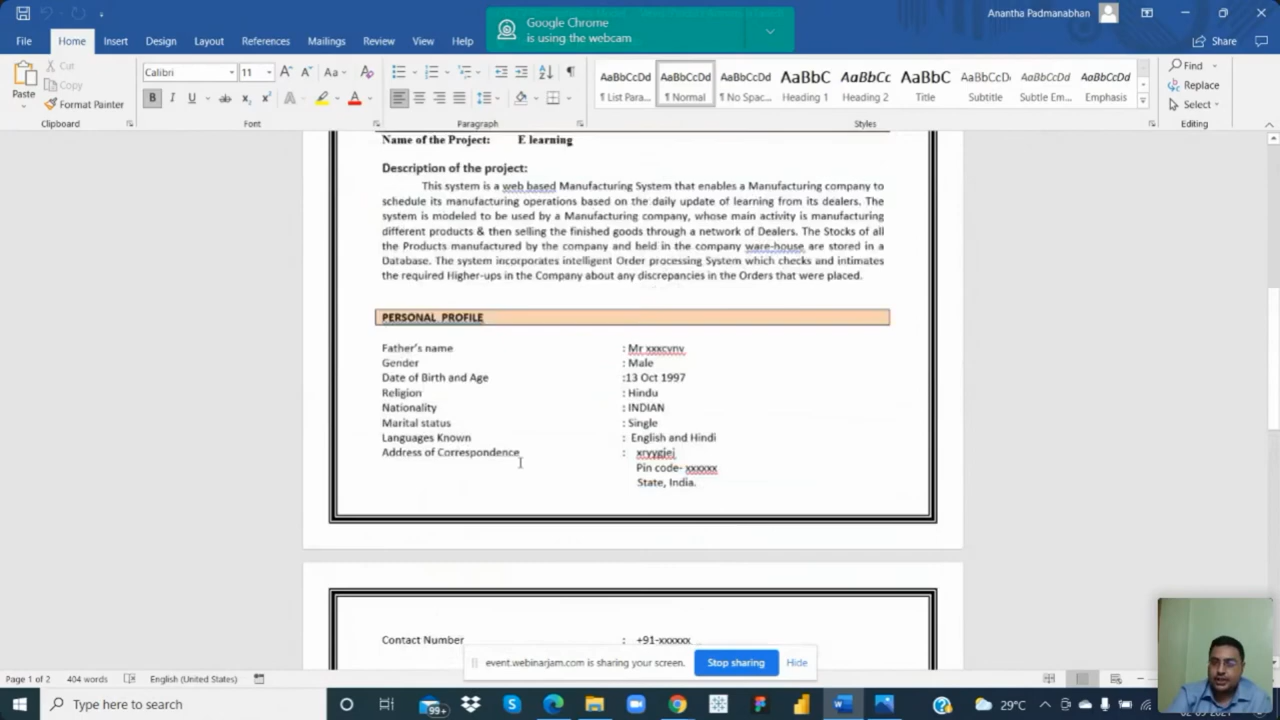 Google Chrome
is using the webcam
Anantha Padmanabhan
File Home Insert Design Layout References Mailings Review View Help
Share
Paste
Cut
Copy
Format Painter
Calibri 11
AaBbCcDd AaBbCcDd AaBbCcDd AaBbC AaBbCc AaBbC AaBbCcD AaBbCcDd AaBbCcDd
¶ List Para... ¶ Normal ¶ No Spac... Heading 1 Heading 2 Title Subtitle Subtle Em... Emphasis
Find
Replace
Select
Clipboard Font Paragraph Styles Editing
Name of the Project: E learning
Description of the project:
This system is a web based Manufacturing System that enables a Manufacturing company to
schedule its manufacturing operations based on the daily update of learning from its dealers. The
system is modeled to be used by a Manufacturing company, whose main activity is manufacturing
different products & then selling the finished goods through a network of Dealers. The Stocks of all
the Products manufactured by the company and held in the company ware-house are stored in a
Database. The system incorporates intelligent Order processing System which checks and intimates
the required Higher-ups in the Company about any discrepancies in the Orders that were placed.
PERSONAL PROFILE
Father's name : Mr xxxcvnv
Gender : Male
Date of Birth and Age :13 Oct 1997
Religion : Hindu
Nationality : INDIAN
Marital status : Single
Languages Known : English and Hindi
Address of Correspondence : xryygjej
Pin code- xxxxxx
State, India.
Contact Number : +91-xxxxxx
event.webinarjam.com is sharing your screen. Stop sharing Hide
Page 1 of 2 404 words English (United States)
Type here to search
99+
29°C